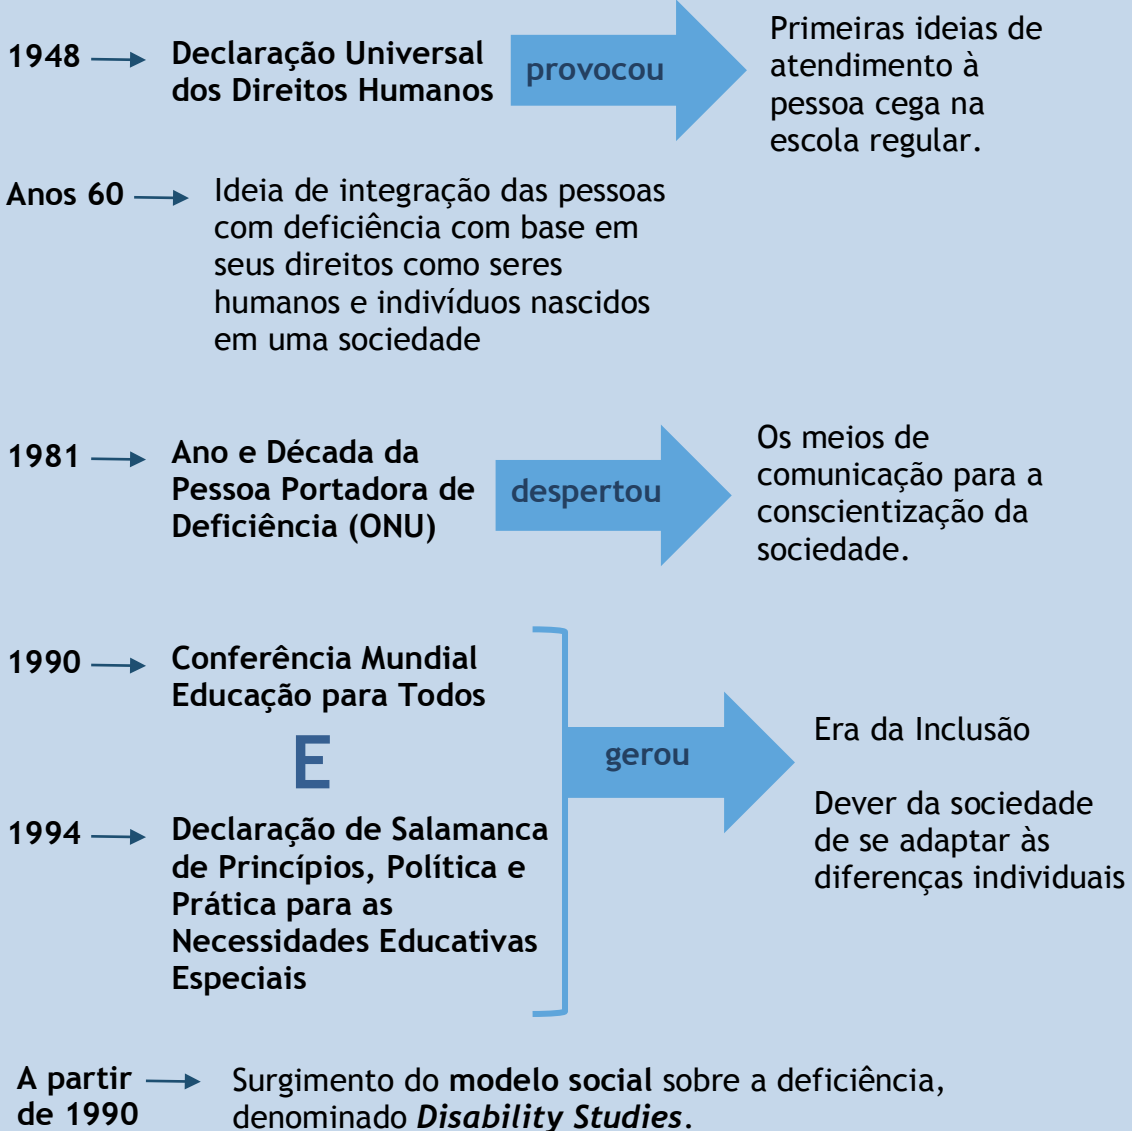 1948
Declaração Universal
dos Direitos Humanos
provocou
Primeiras ideias de
atendimento à
pessoa cega na
escola regular.
Anos 60
Ideia de integração das pessoas
com deficiência com base em
seus direitos como seres
humanos e indivíduos nascidos
em uma sociedade
1981
Ano e Década da
Pessoa Portadora de
Deficiência (ONU)
despertou
Os meios de
comunicação para a
conscientização da
sociedade.
1990
Conferência Mundial
Educação para Todos
E
1994
Declaração de Salamanca
de Princípios, Política e
Prática para as
Necessidades Educativas
Especiais
gerou
Era da Inclusão
Dever da sociedade
de se adaptar às
diferenças individuais
A partir
de 1990
Surgimento do modelo social sobre a deficiência,
denominado Disability Studies.